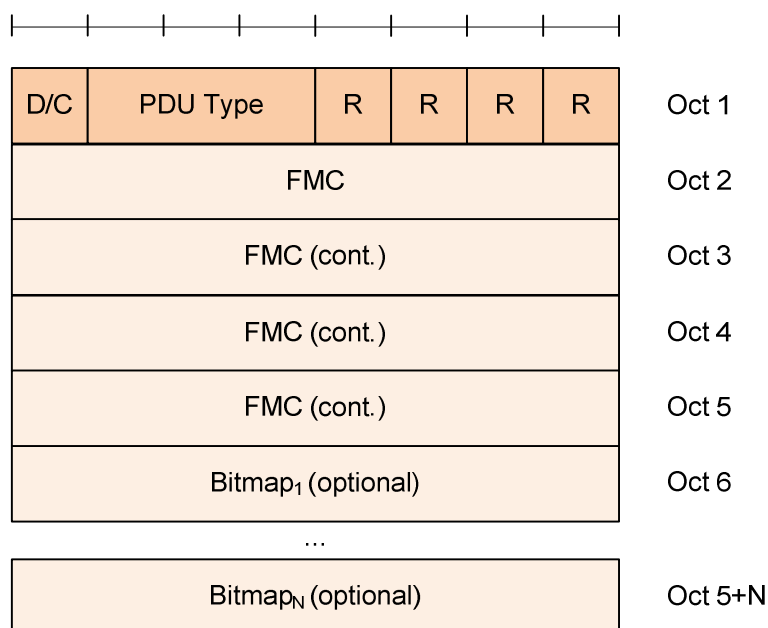 D/C PDU Type R R R R Oct 1
FMC Oct 2
FMC (cont.) Oct 3
FMC (cont.) Oct 4
FMC (cont.) Oct 5
Bitmap₁ (optional) Oct 6
...
Bitmap_N (optional) Oct 5+N